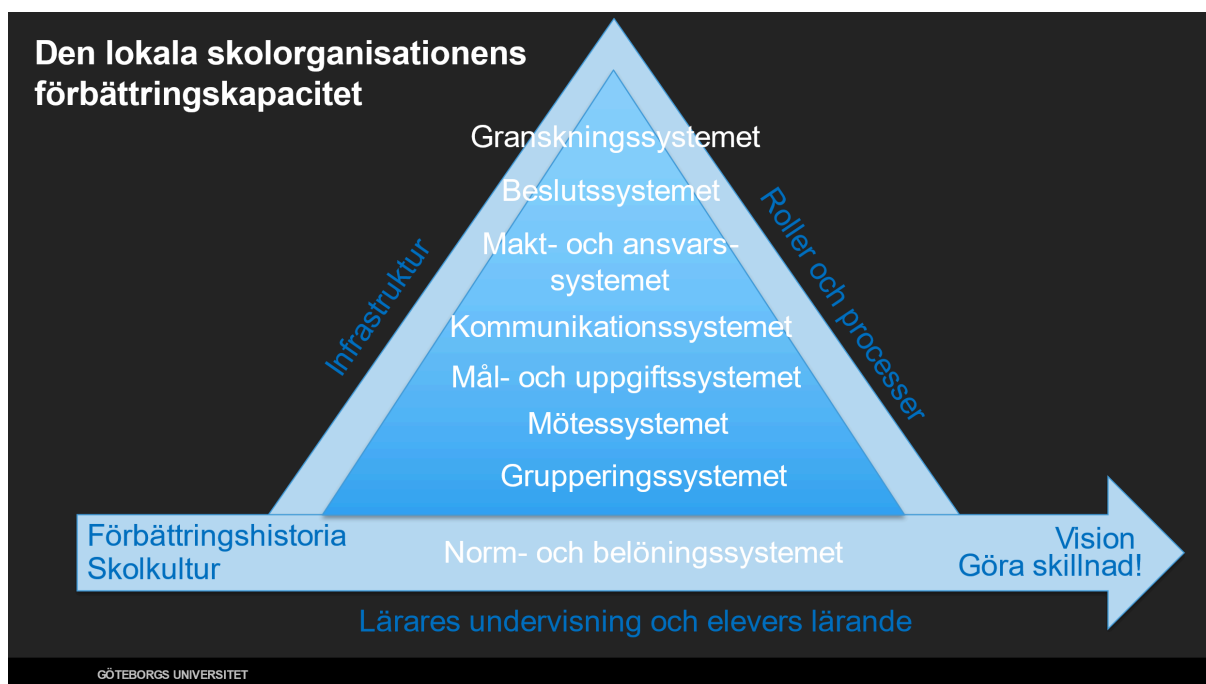 Den lokala skolorganisationens
förbättringskapacitet
Granskningssystemet
Beslutssystemet
Makt- och ansvars-
systemet
Kommunikationssystemet
Mål- och uppgiftssystemet
Mötessystemet
Grupperingssystemet
Infrastruktur
Roller och processer
Förbättringshistoria
Skolkultur
Norm- och belöningssystemet
Vision
Göra skillnad!
Lärares undervisning och elevers lärande
GÖTEBORGS UNIVERSITET